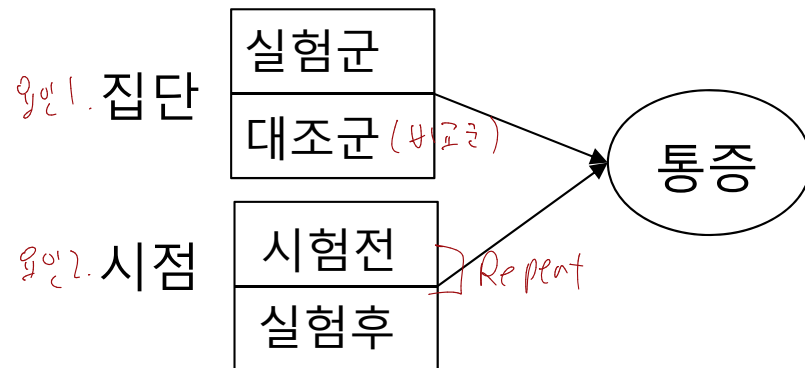 실험군
요인1. 집단
대조군 (비교군)
통증
시험전
요인2. 시점
Repeat
실험후